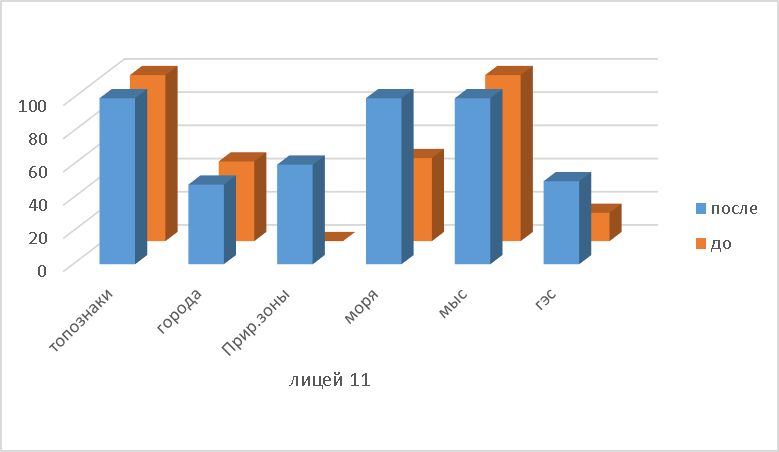 100
80
60
40
20
0
топознаки
города
Прир.зоны
моря
мыс
гэс
лицей 11
после
до